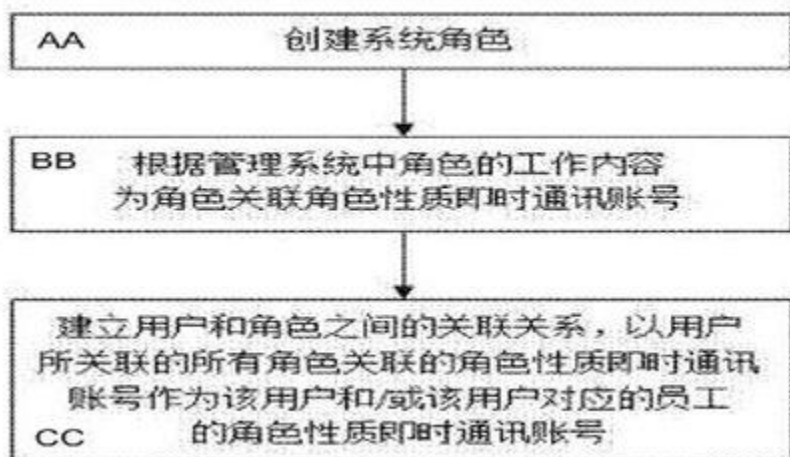 AA 创建系统角色
BB 根据管理系统中角色的工作内容
为角色关联角色性质即时通讯账号
建立用户和角色之间的关联关系，以用户
所关联的所有角色关联的角色性质即时通讯
账号作为该用户和/或该用户对应的员工
CC 的角色性质即时通讯账号